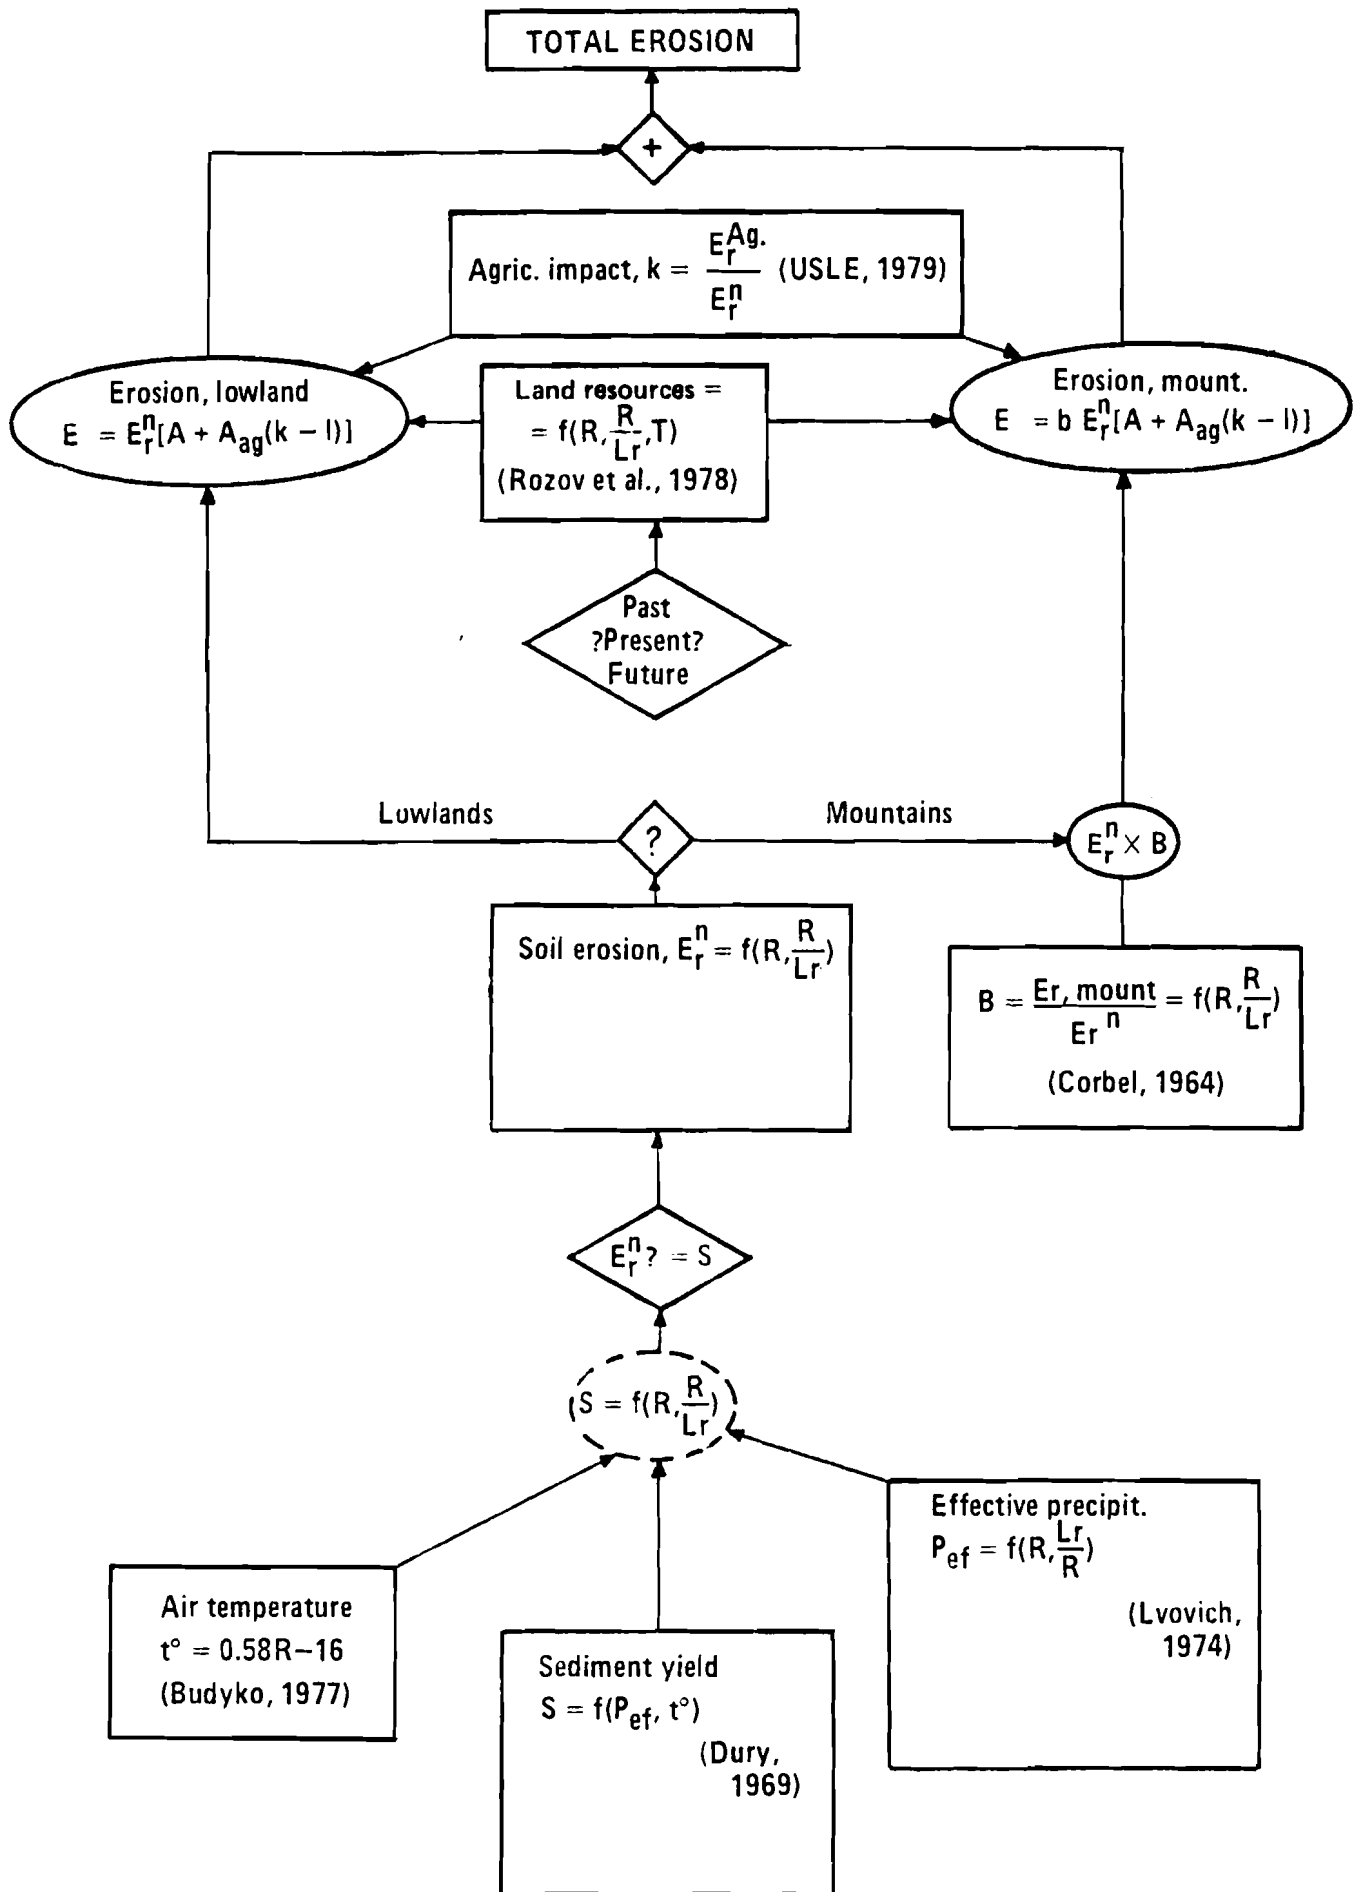 TOTAL EROSION
+
Agric. impact, k = E_r^Ag. / E_r^n (USLE, 1979)
Erosion, lowland
E = E_r^n[A + A_ag(k − l)]
Land resources =
= f(R, R/Lr, T)
(Rozov et al., 1978)
Erosion, mount.
E = b E_r^n[A + A_ag(k − l)]
Past
?Present?
Future
Lowlands
?
Mountains
E_r^n × B
Soil erosion, E_r^n = f(R, R/Lr)
B = Er, mount / Er^n = f(R, R/Lr)
(Corbel, 1964)
E_r^n? = S
S = f(R, R/Lr)
Effective precipit.
P_ef = f(R, Lr/R)
(Lvovich,
1974)
Air temperature
t° = 0.58R−16
(Budyko, 1977)
Sediment yield
S = f(P_ef, t°)
(Dury,
1969)